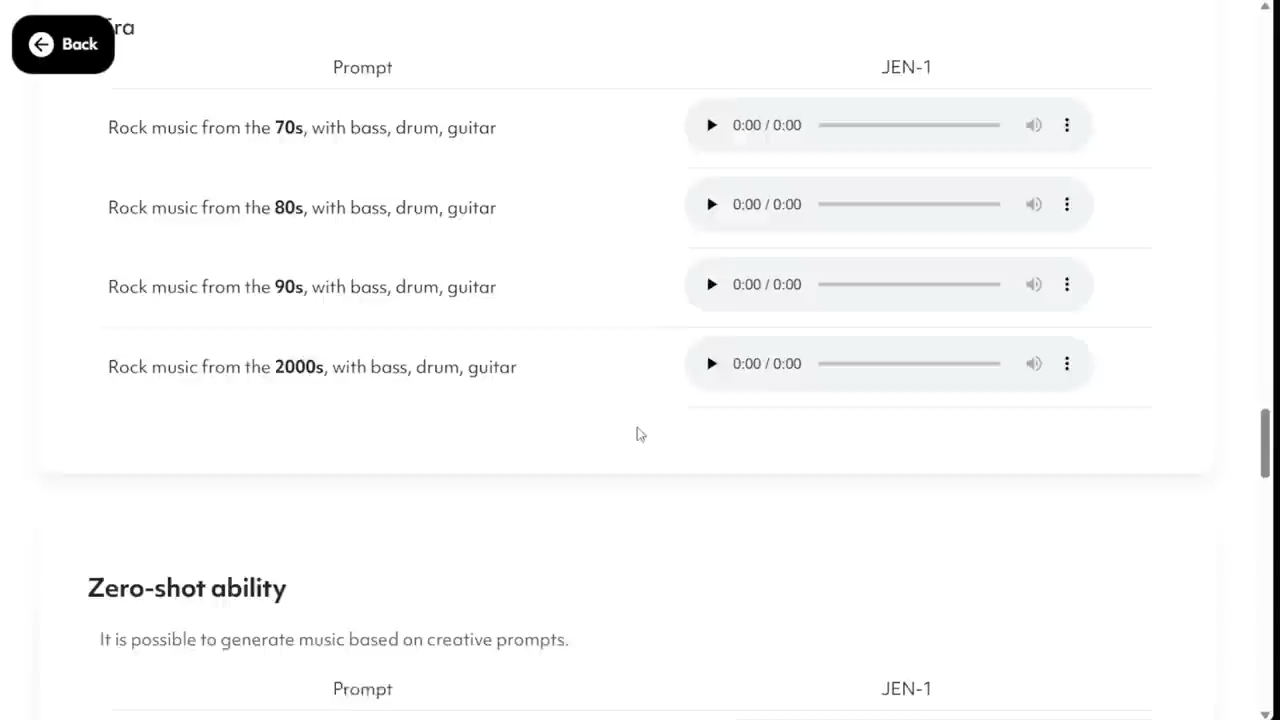 Era
Back
Prompt JEN-1
Rock music from the 70s, with bass, drum, guitar 0:00 / 0:00
Rock music from the 80s, with bass, drum, guitar 0:00 / 0:00
Rock music from the 90s, with bass, drum, guitar 0:00 / 0:00
Rock music from the 2000s, with bass, drum, guitar 0:00 / 0:00
Zero-shot ability
It is possible to generate music based on creative prompts.
Prompt JEN-1